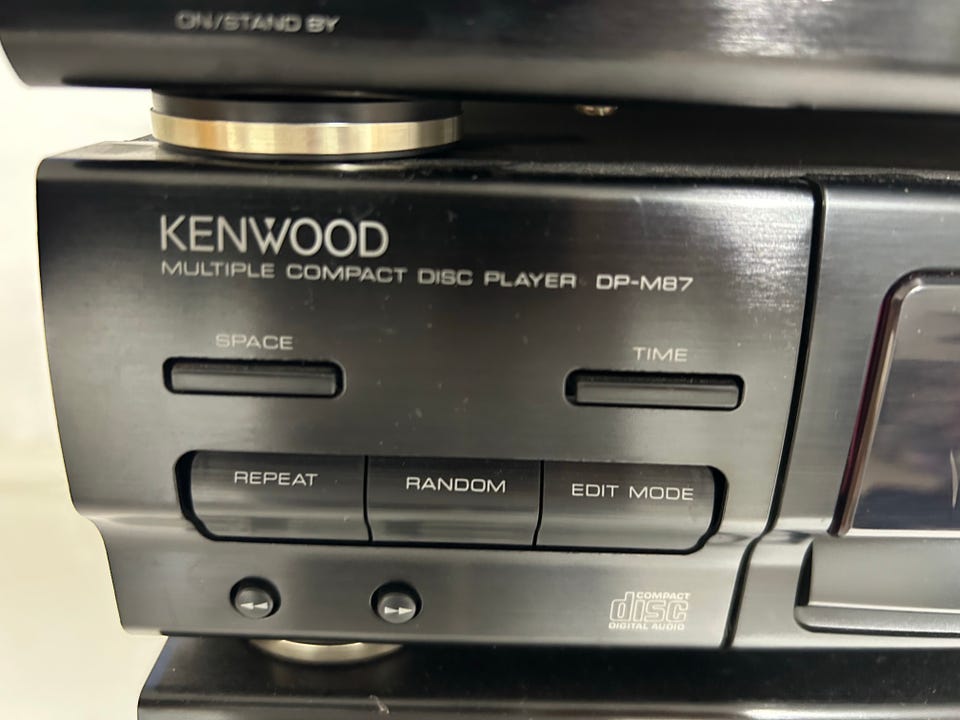 ON/STAND BY
KENWOOD
MULTIPLE COMPACT DISC PLAYER DP-M87
SPACE
TIME
REPEAT
RANDOM
EDIT MODE
COMPACT
disc
DIGITAL AUDIO